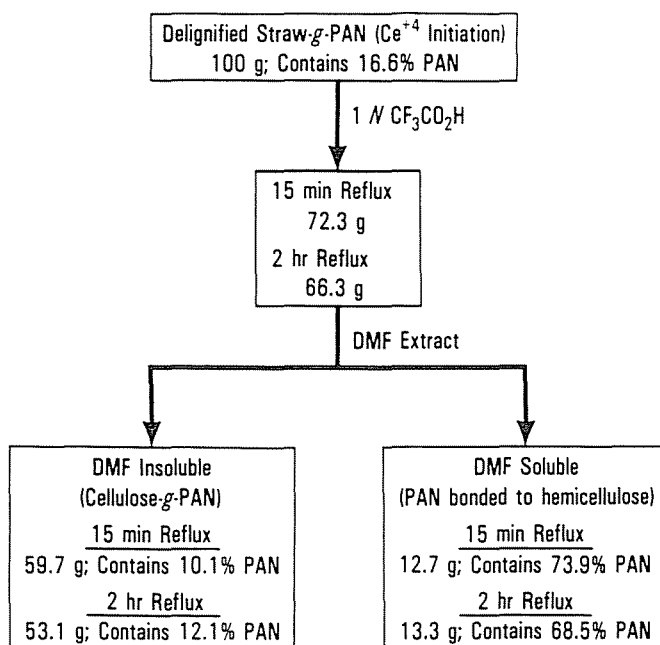 Delignified Straw-g-PAN (Ce⁺⁴ Initiation)
100 g; Contains 16.6% PAN
1 N CF₃CO₂H
15 min Reflux
72.3 g
2 hr Reflux
66.3 g
DMF Extract
DMF Insoluble
(Cellulose-g-PAN)
15 min Reflux
59.7 g; Contains 10.1% PAN
2 hr Reflux
53.1 g; Contains 12.1% PAN
DMF Soluble
(PAN bonded to hemicellulose)
15 min Reflux
12.7 g; Contains 73.9% PAN
2 hr Reflux
13.3 g; Contains 68.5% PAN